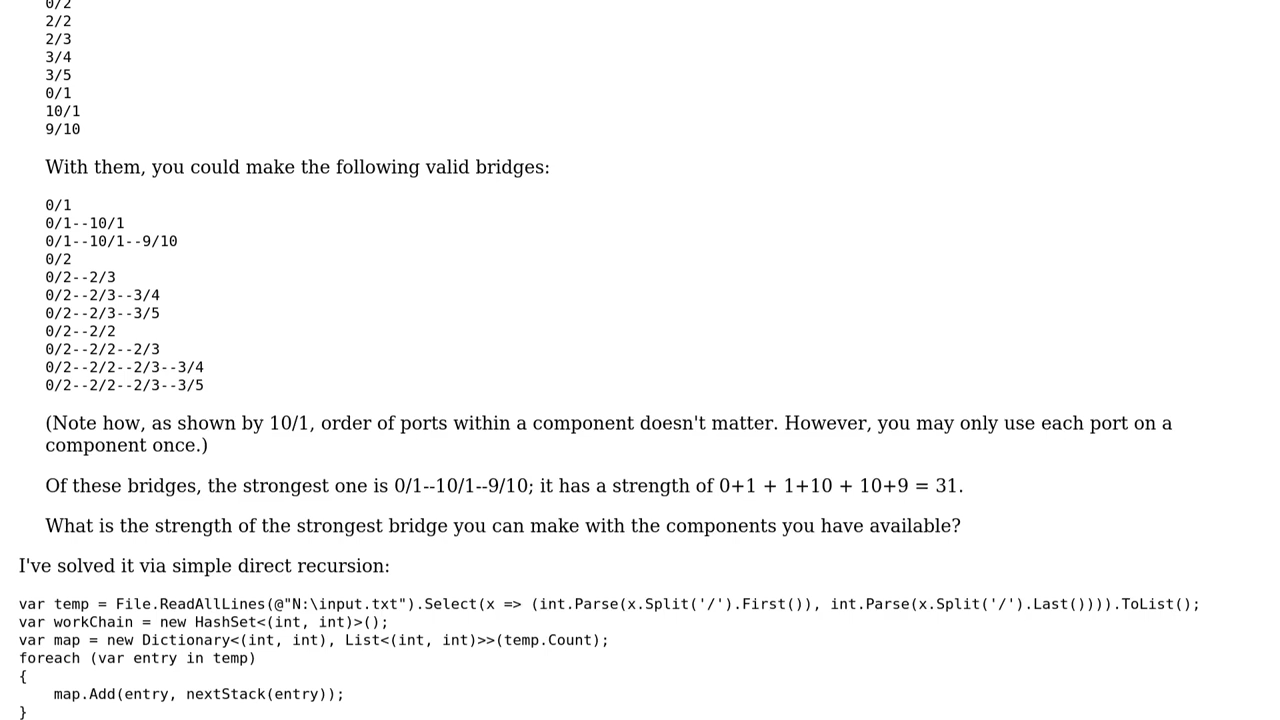 0/2
2/2
2/3
3/4
3/5
0/1
10/1
9/10
With them, you could make the following valid bridges:
0/1
0/1--10/1
0/1--10/1--9/10
0/2
0/2--2/3
0/2--2/3--3/4
0/2--2/3--3/5
0/2--2/2
0/2--2/2--2/3
0/2--2/2--2/3--3/4
0/2--2/2--2/3--3/5
(Note how, as shown by 10/1, order of ports within a component doesn't matter. However, you may only use each port on a
component once.)
Of these bridges, the strongest one is 0/1--10/1--9/10; it has a strength of 0+1 + 1+10 + 10+9 = 31.
What is the strength of the strongest bridge you can make with the components you have available?
I've solved it via simple direct recursion:
var temp = File.ReadAllLines(@"N:\input.txt").Select(x => (int.Parse(x.Split('/').First()), int.Parse(x.Split('/').Last()))).ToList();
var workChain = new HashSet<(int, int)>();
var map = new Dictionary<(int, int), List<(int, int)>>(temp.Count);
foreach (var entry in temp)
{
    map.Add(entry, nextStack(entry));
}